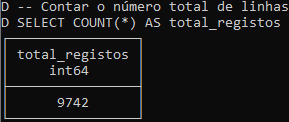 D -- Contar o número total de linhas
D SELECT COUNT(*) AS total_registos
total_registos
int64
9742